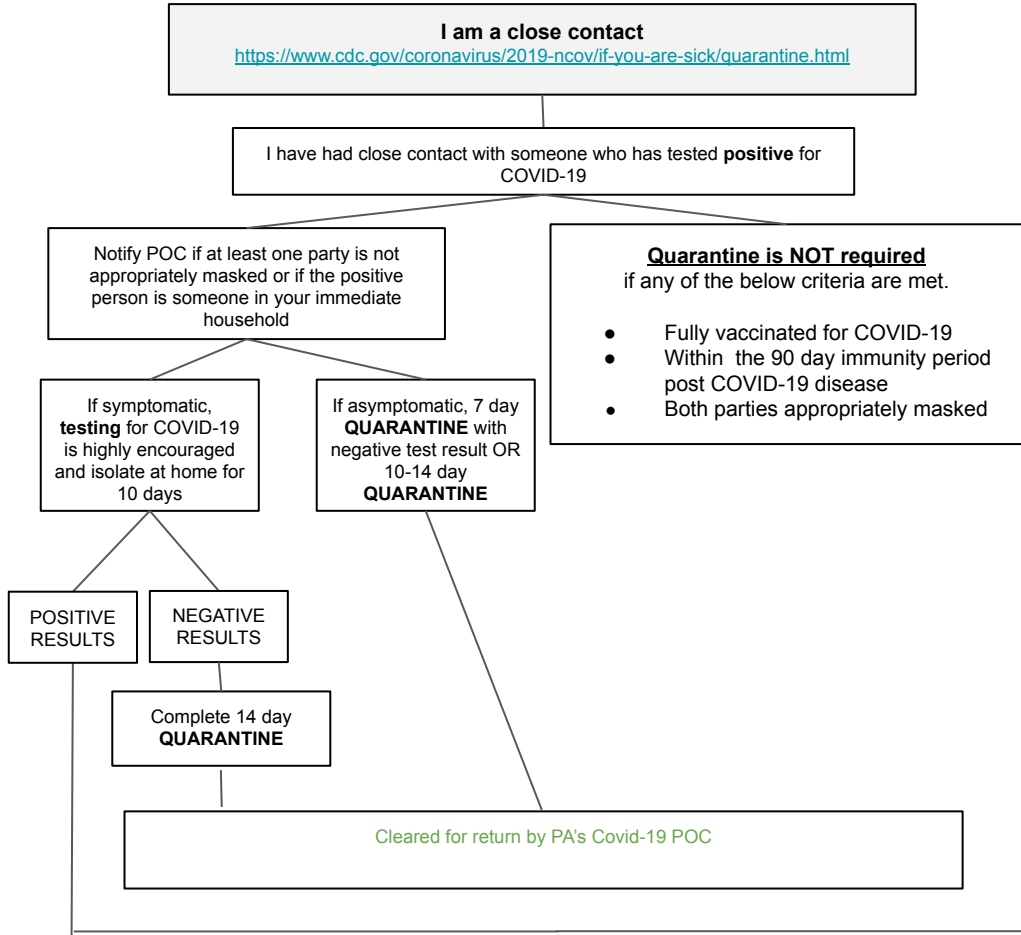 I am a close contact
https://www.cdc.gov/coronavirus/2019-ncov/if-you-are-sick/quarantine.html
I have had close contact with someone who has tested positive for
COVID-19
Notify POC if at least one party is not
appropriately masked or if the positive
person is someone in your immediate
household
Quarantine is NOT required
if any of the below criteria are met.
● Fully vaccinated for COVID-19
● Within the 90 day immunity period
post COVID-19 disease
● Both parties appropriately masked
If symptomatic,
testing for COVID-19
is highly encouraged
and isolate at home for
10 days
If asymptomatic, 7 day
QUARANTINE with
negative test result OR
10-14 day
QUARANTINE
POSITIVE
RESULTS
NEGATIVE
RESULTS
Complete 14 day
QUARANTINE
Cleared for return by PA's Covid-19 POC